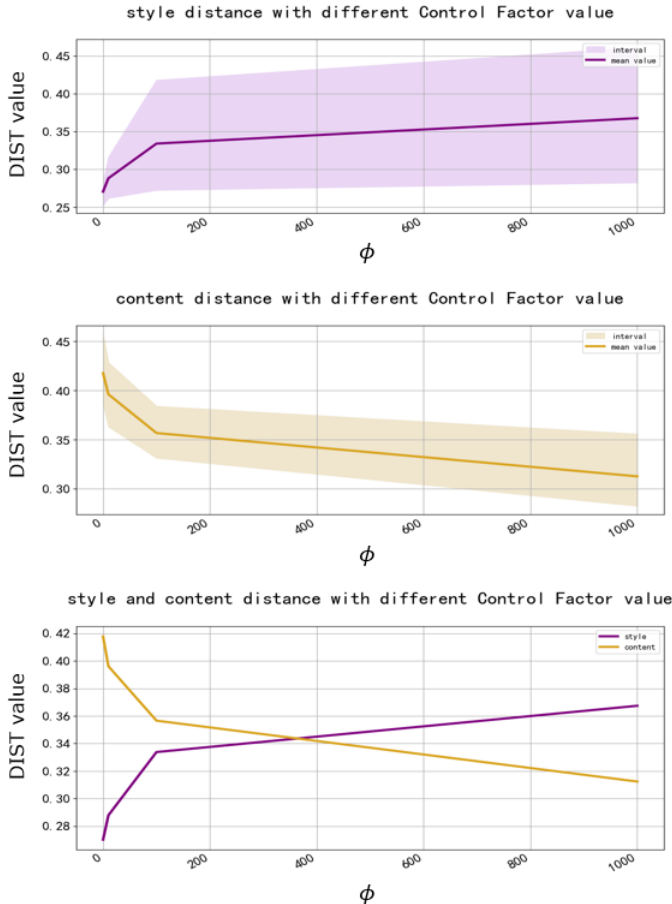 style distance with different Control Factor value
interval
mean value
DIST value
0.45
0.40
0.35
0.30
0.25
0
200
400
600
800
1000
ϕ
content distance with different Control Factor value
interval
mean value
DIST value
0.45
0.40
0.35
0.30
0
200
400
600
800
1000
ϕ
style and content distance with different Control Factor value
style
content
DIST value
0.42
0.40
0.38
0.36
0.34
0.32
0.30
0.28
0
200
400
600
800
1000
ϕ